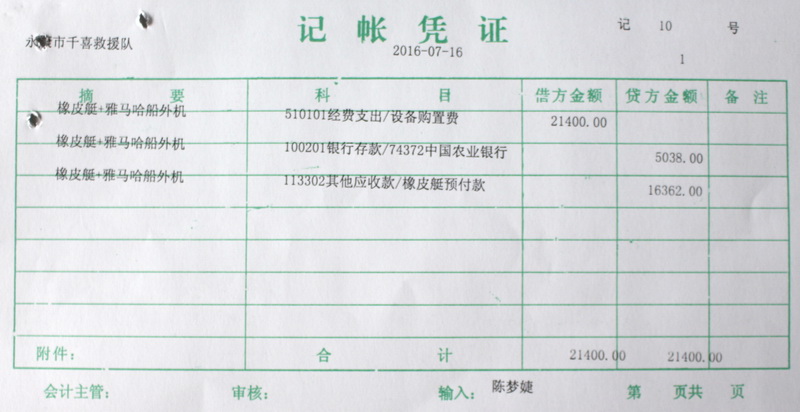 记帐凭证
记 10 号
永康市千喜救援队
2016-07-16
1
摘要 科目 借方金额 贷方金额 备注
橡皮艇+雅马哈船外机 510101经费支出/设备购置费 21400.00
橡皮艇+雅马哈船外机 100201银行存款/74372中国农业银行 5038.00
橡皮艇+雅马哈船外机 113302其他应收款/橡皮艇预付款 16362.00
附件： 合计 21400.00 21400.00
会计主管： 审核： 输入： 陈梦婕 第 页共 页